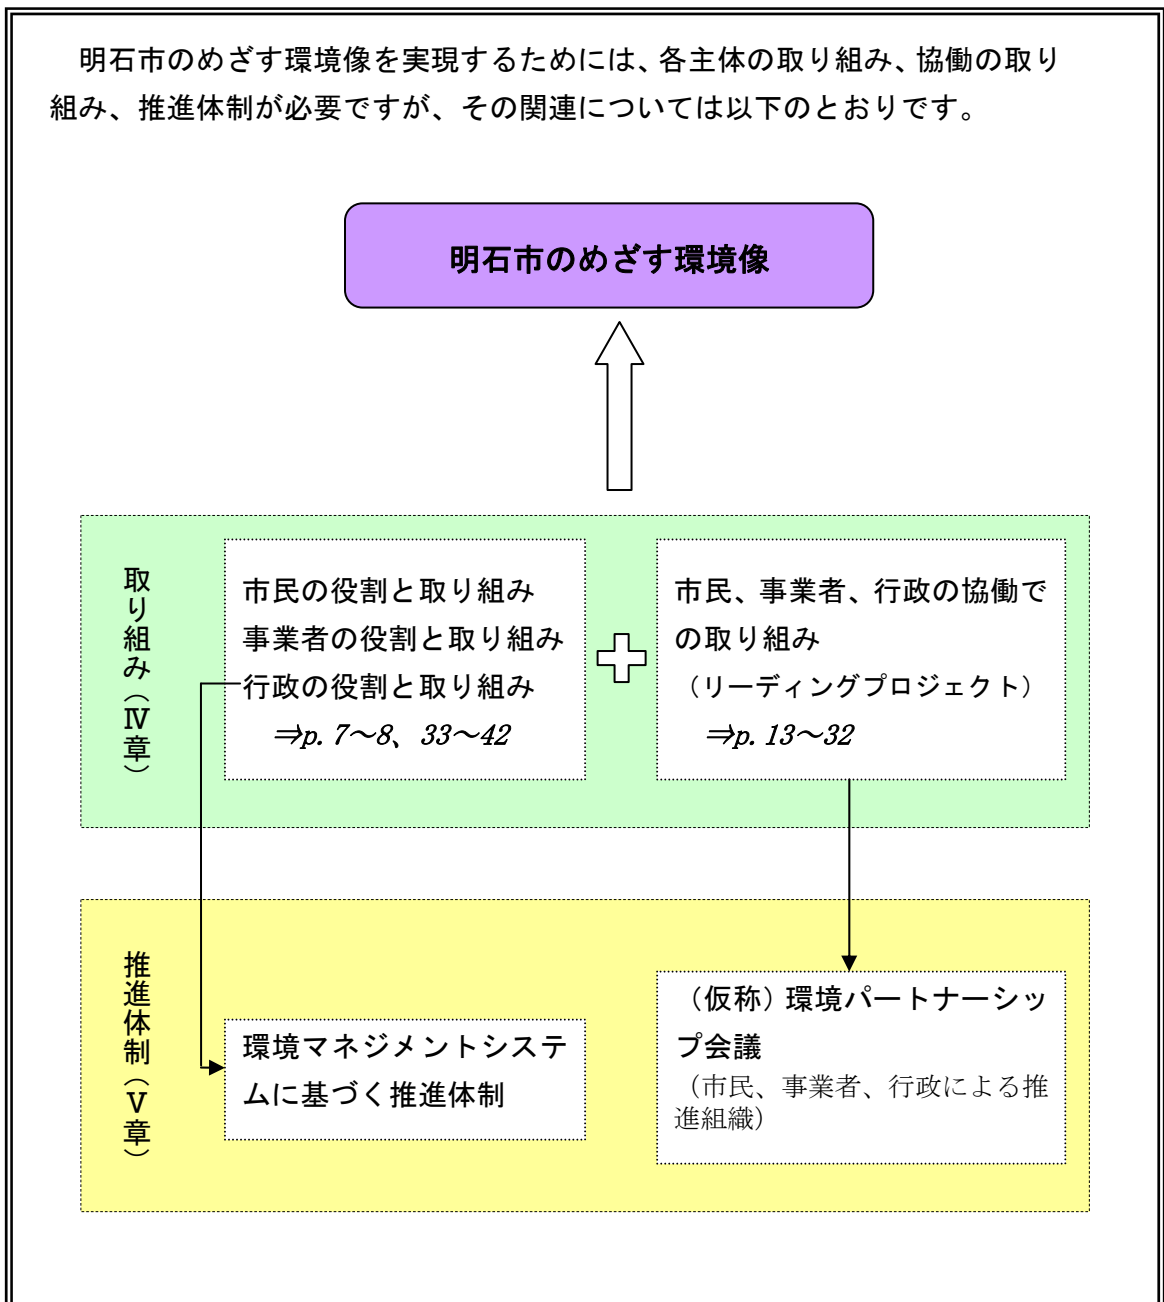 明石市のめざす環境像を実現するためには、各主体の取り組み、協働の取り
組み、推進体制が必要ですが、その関連については以下のとおりです。
明石市のめざす環境像
取り組み（Ⅳ章）
市民の役割と取り組み
事業者の役割と取り組み
行政の役割と取り組み
⇒p.7～8、33～42
市民、事業者、行政の協働で
の取り組み
（リーディングプロジェクト）
⇒p.13～32
推進体制（Ⅴ章）
環境マネジメントシステ
ムに基づく推進体制
（仮称）環境パートナーシッ
プ会議
（市民、事業者、行政による推
進組織）